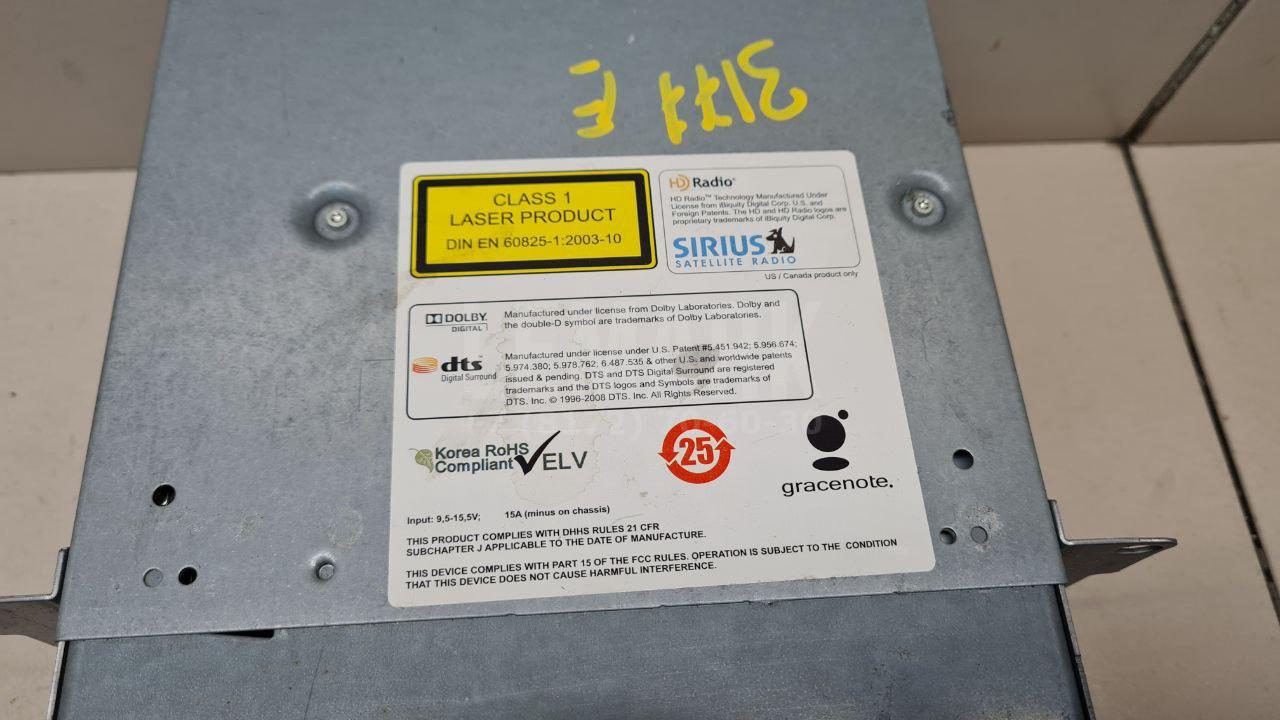 3177 E
CLASS 1
LASER PRODUCT
DIN EN 60825-1:2003-10
HD Radio™
HD Radio™ Technology Manufactured Under
License from iBiquity Digital Corp. U.S. and
Foreign Patents. The HD and HD Radio logos are
proprietary trademarks of iBiquity Digital Corp.
SIRIUS
SATELLITE RADIO
US / Canada product only
DOLBY
DIGITAL
Manufactured under license from Dolby Laboratories. Dolby and
the double-D symbol are trademarks of Dolby Laboratories.
dts™
Digital Surround
Manufactured under license under U.S. Patent #5.451.942; 5.956.674;
5.974.380; 5.978.762; 6.487.535 & other U.S. and worldwide patents
issued & pending. DTS and DTS Digital Surround are registered
trademarks and the DTS logos and Symbols are trademarks of
DTS. Inc. © 1996-2008 DTS. Inc. All Rights Reserved.
Korea RoHS
Compliant
ELV
25
gracenote.
Input: 9,5-15,5V; 15A (minus on chassis)
THIS PRODUCT COMPLIES WITH DHHS RULES 21 CFR
SUBCHAPTER J APPLICABLE TO THE DATE OF MANUFACTURE.
THIS DEVICE COMPLIES WITH PART 15 OF THE FCC RULES. OPERATION IS SUBJECT TO THE CONDITION
THAT THIS DEVICE DOES NOT CAUSE HARMFUL INTERFERENCE.